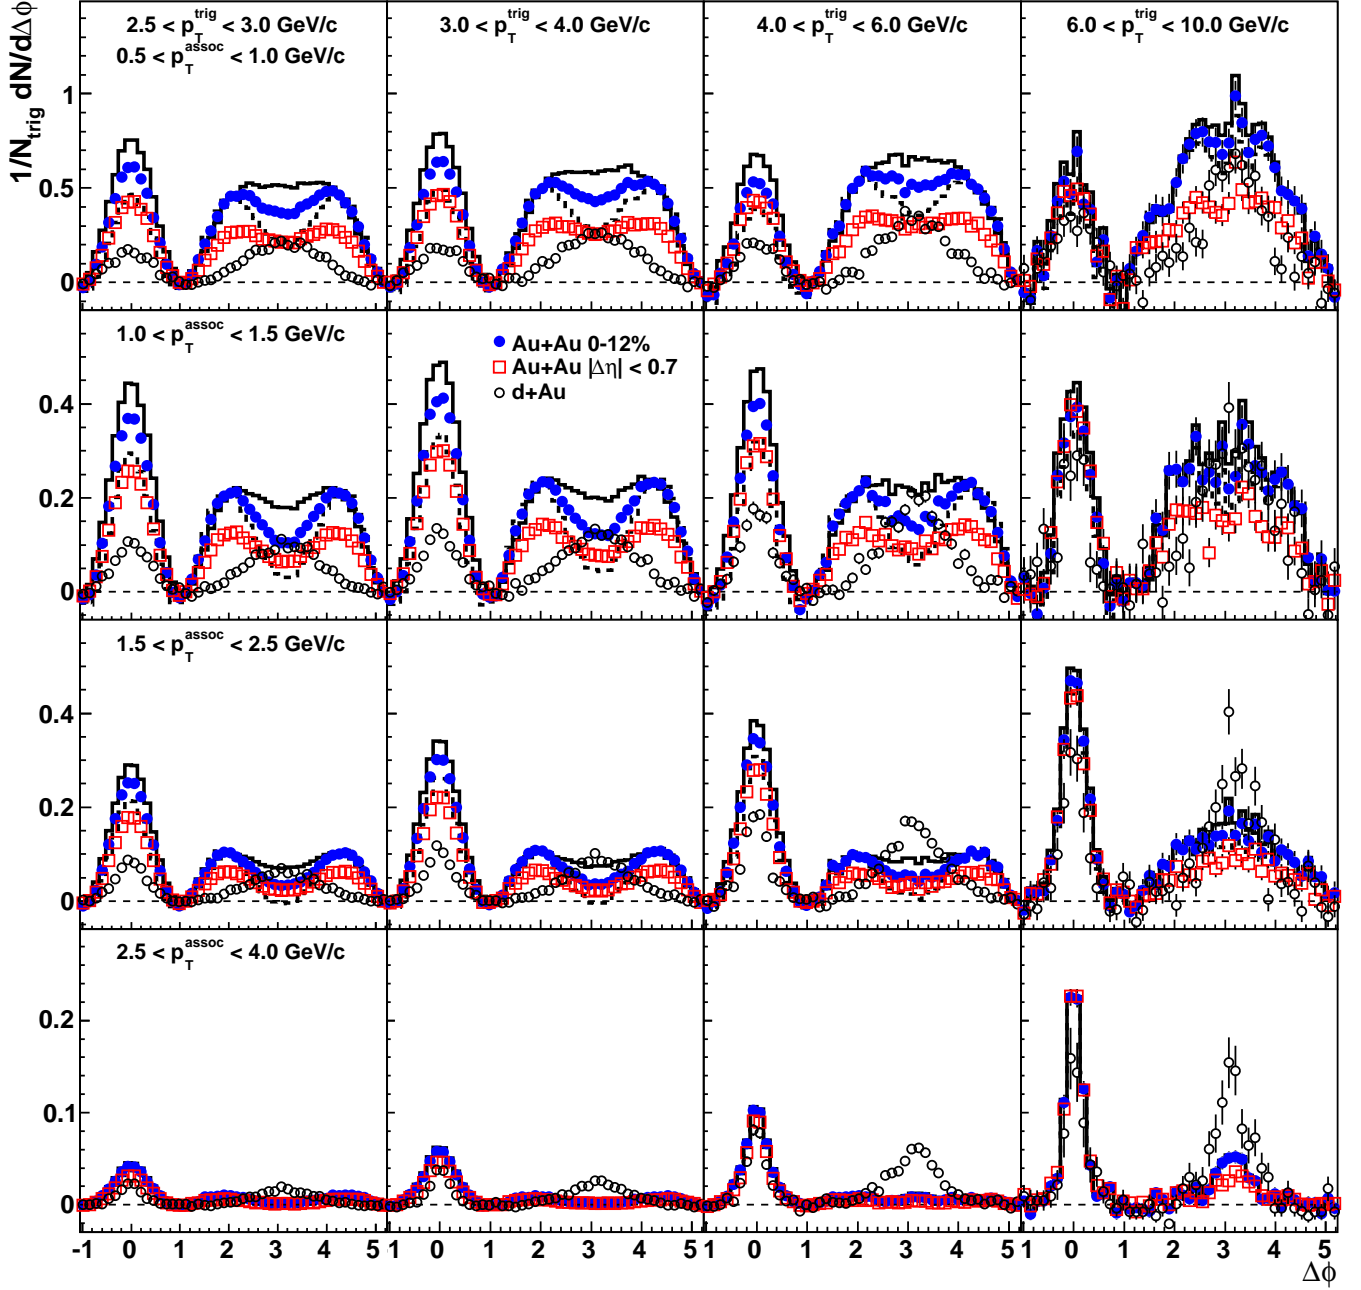 1/N_trig dN/dΔϕ
2.5 < p_T^trig < 3.0 GeV/c
3.0 < p_T^trig < 4.0 GeV/c
4.0 < p_T^trig < 6.0 GeV/c
6.0 < p_T^trig < 10.0 GeV/c
0.5 < p_T^assoc < 1.0 GeV/c
1
0.5
0
1.0 < p_T^assoc < 1.5 GeV/c
Au+Au 0-12%
Au+Au |Δη| < 0.7
d+Au
0.4
0.2
0
1.5 < p_T^assoc < 2.5 GeV/c
0.4
0.2
0
2.5 < p_T^assoc < 4.0 GeV/c
0.2
0.1
0
-1 0 1 2 3 4 5 1 0 1 2 3 4 5 1 0 1 2 3 4 5 1 0 1 2 3 4 5
Δϕ